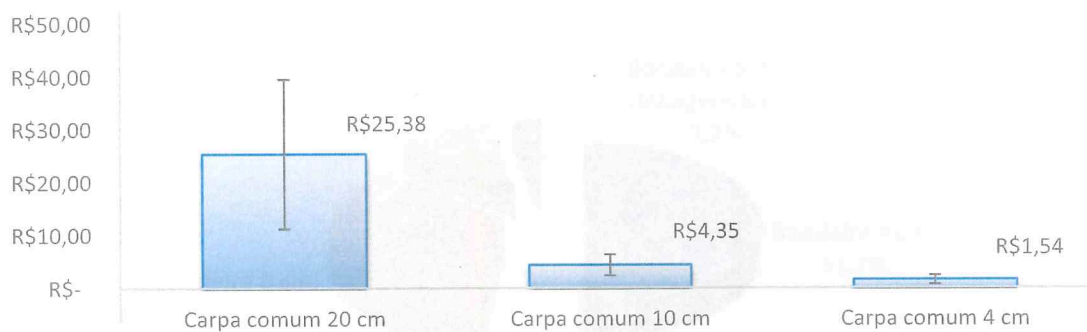 R$50,00
R$40,00
R$30,00
R$20,00
R$10,00
R$-
R$25,38
R$4,35
R$1,54
Carpa comum 20 cm
Carpa comum 10 cm
Carpa comum 4 cm